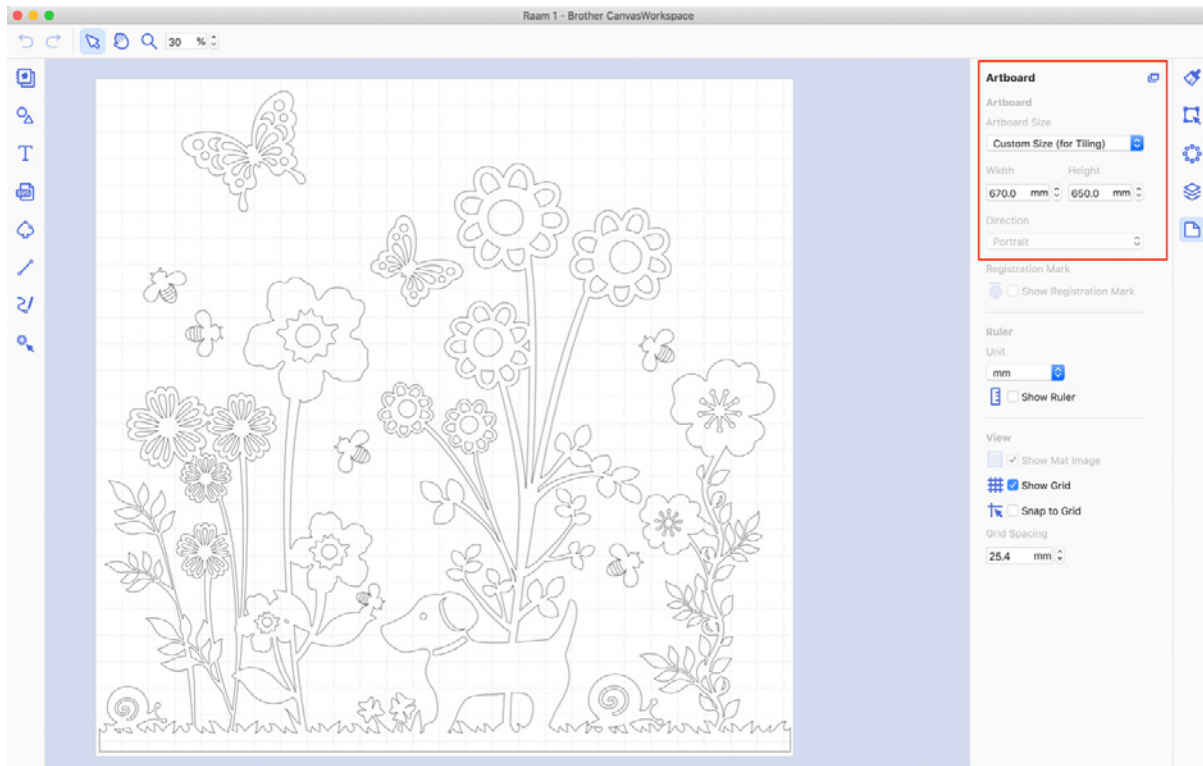 Raam 1 - Brother CanvasWorkspace
30 %
T
SVG
Artboard
Artboard
Artboard Size
Custom Size (for Tiling)
Width Height
670.0 mm 650.0 mm
Direction
Portrait
Registration Mark
Show Registration Mark
Ruler
Unit
mm
Show Ruler
View
Show Mat Image
Show Grid
Snap to Grid
Grid Spacing
25.4 mm